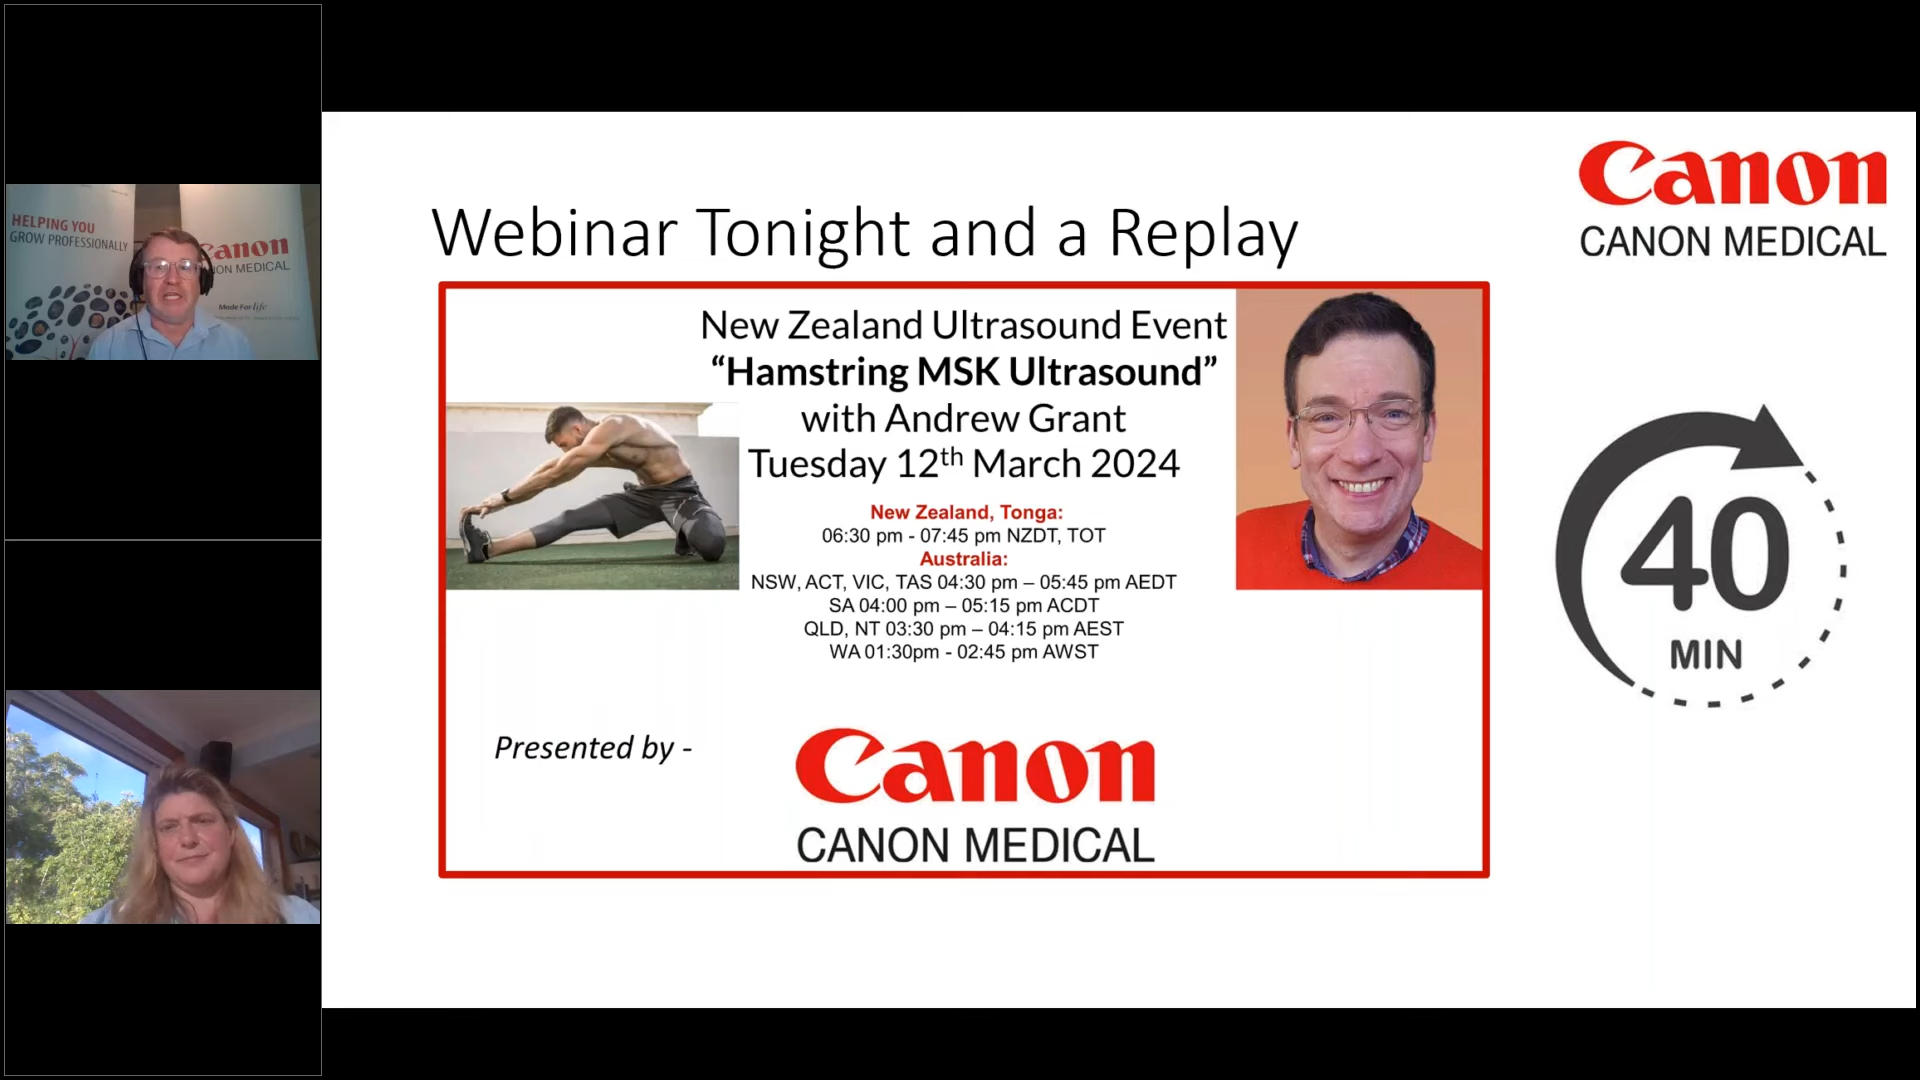 HELPING YOU
GROW PROFESSIONALLY
Canon
CANON MEDICAL
Made For life
Webinar Tonight and a Replay
Canon
CANON MEDICAL
New Zealand Ultrasound Event
“Hamstring MSK Ultrasound”
with Andrew Grant
Tuesday 12th March 2024
New Zealand, Tonga:
06:30 pm - 07:45 pm NZDT, TOT
Australia:
NSW, ACT, VIC, TAS 04:30 pm – 05:45 pm AEDT
SA 04:00 pm – 05:15 pm ACDT
QLD, NT 03:30 pm – 04:15 pm AEST
WA 01:30pm - 02:45 pm AWST
Presented by -
Canon
CANON MEDICAL
40
MIN